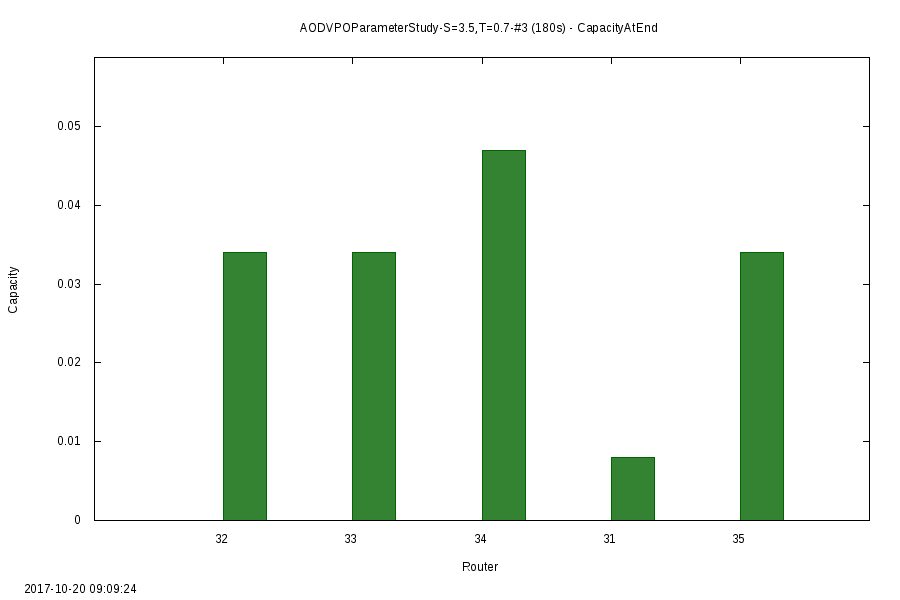 AODVPOParameterStudy-S=3.5,T=0.7-#3 (180s) - CapacityAtEnd
0.05
0.04
0.03
0.02
0.01
0
Capacity
32 33 34 31 35
Router
2017-10-20 09:09:24